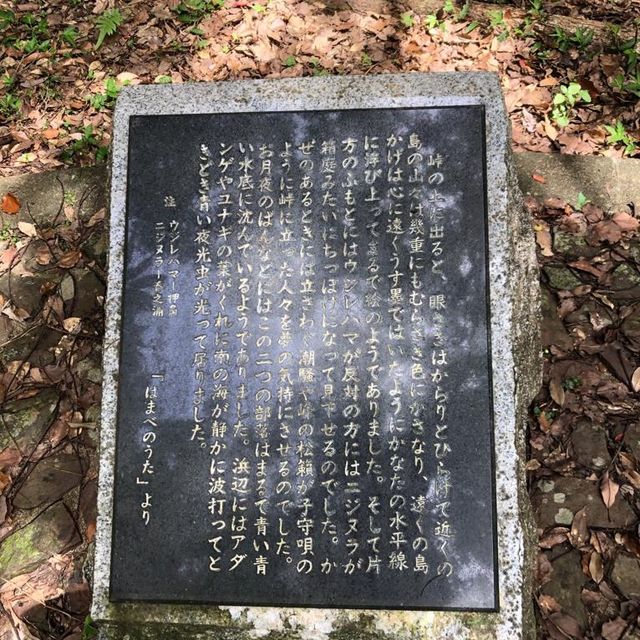 峠の上に出ると、眼さきはからりとひらけて近くの
島の山々は幾重にもむらさき色にかさなり、遠くの島
かげは心に遠くうす墨ではいたようにかなたの水平線
に浮び上ってまるで絵のようでありました。そして片
方のふもとにはウシレハマが反対の方にはニジヌラが
箱庭みたいにちっぽけになって見下せるのでした。か
ぜのあるときには立さわぐ潮騒や峰の松籟が子守唄の
ように峠に立った人々を夢の気持にさせるのでした。
お月夜のばんなどにはこの二つの部落はまるで青い青
い水底に沈んでいるようでありました。浜辺にはアダ
ンゲやユナギの葉がくれに南の海が静かに波打ってと
きどき青い夜光虫が光って居りました。
注 ウシレハマー押角
ニジヌラー呑之浦
「はまべのうた」より